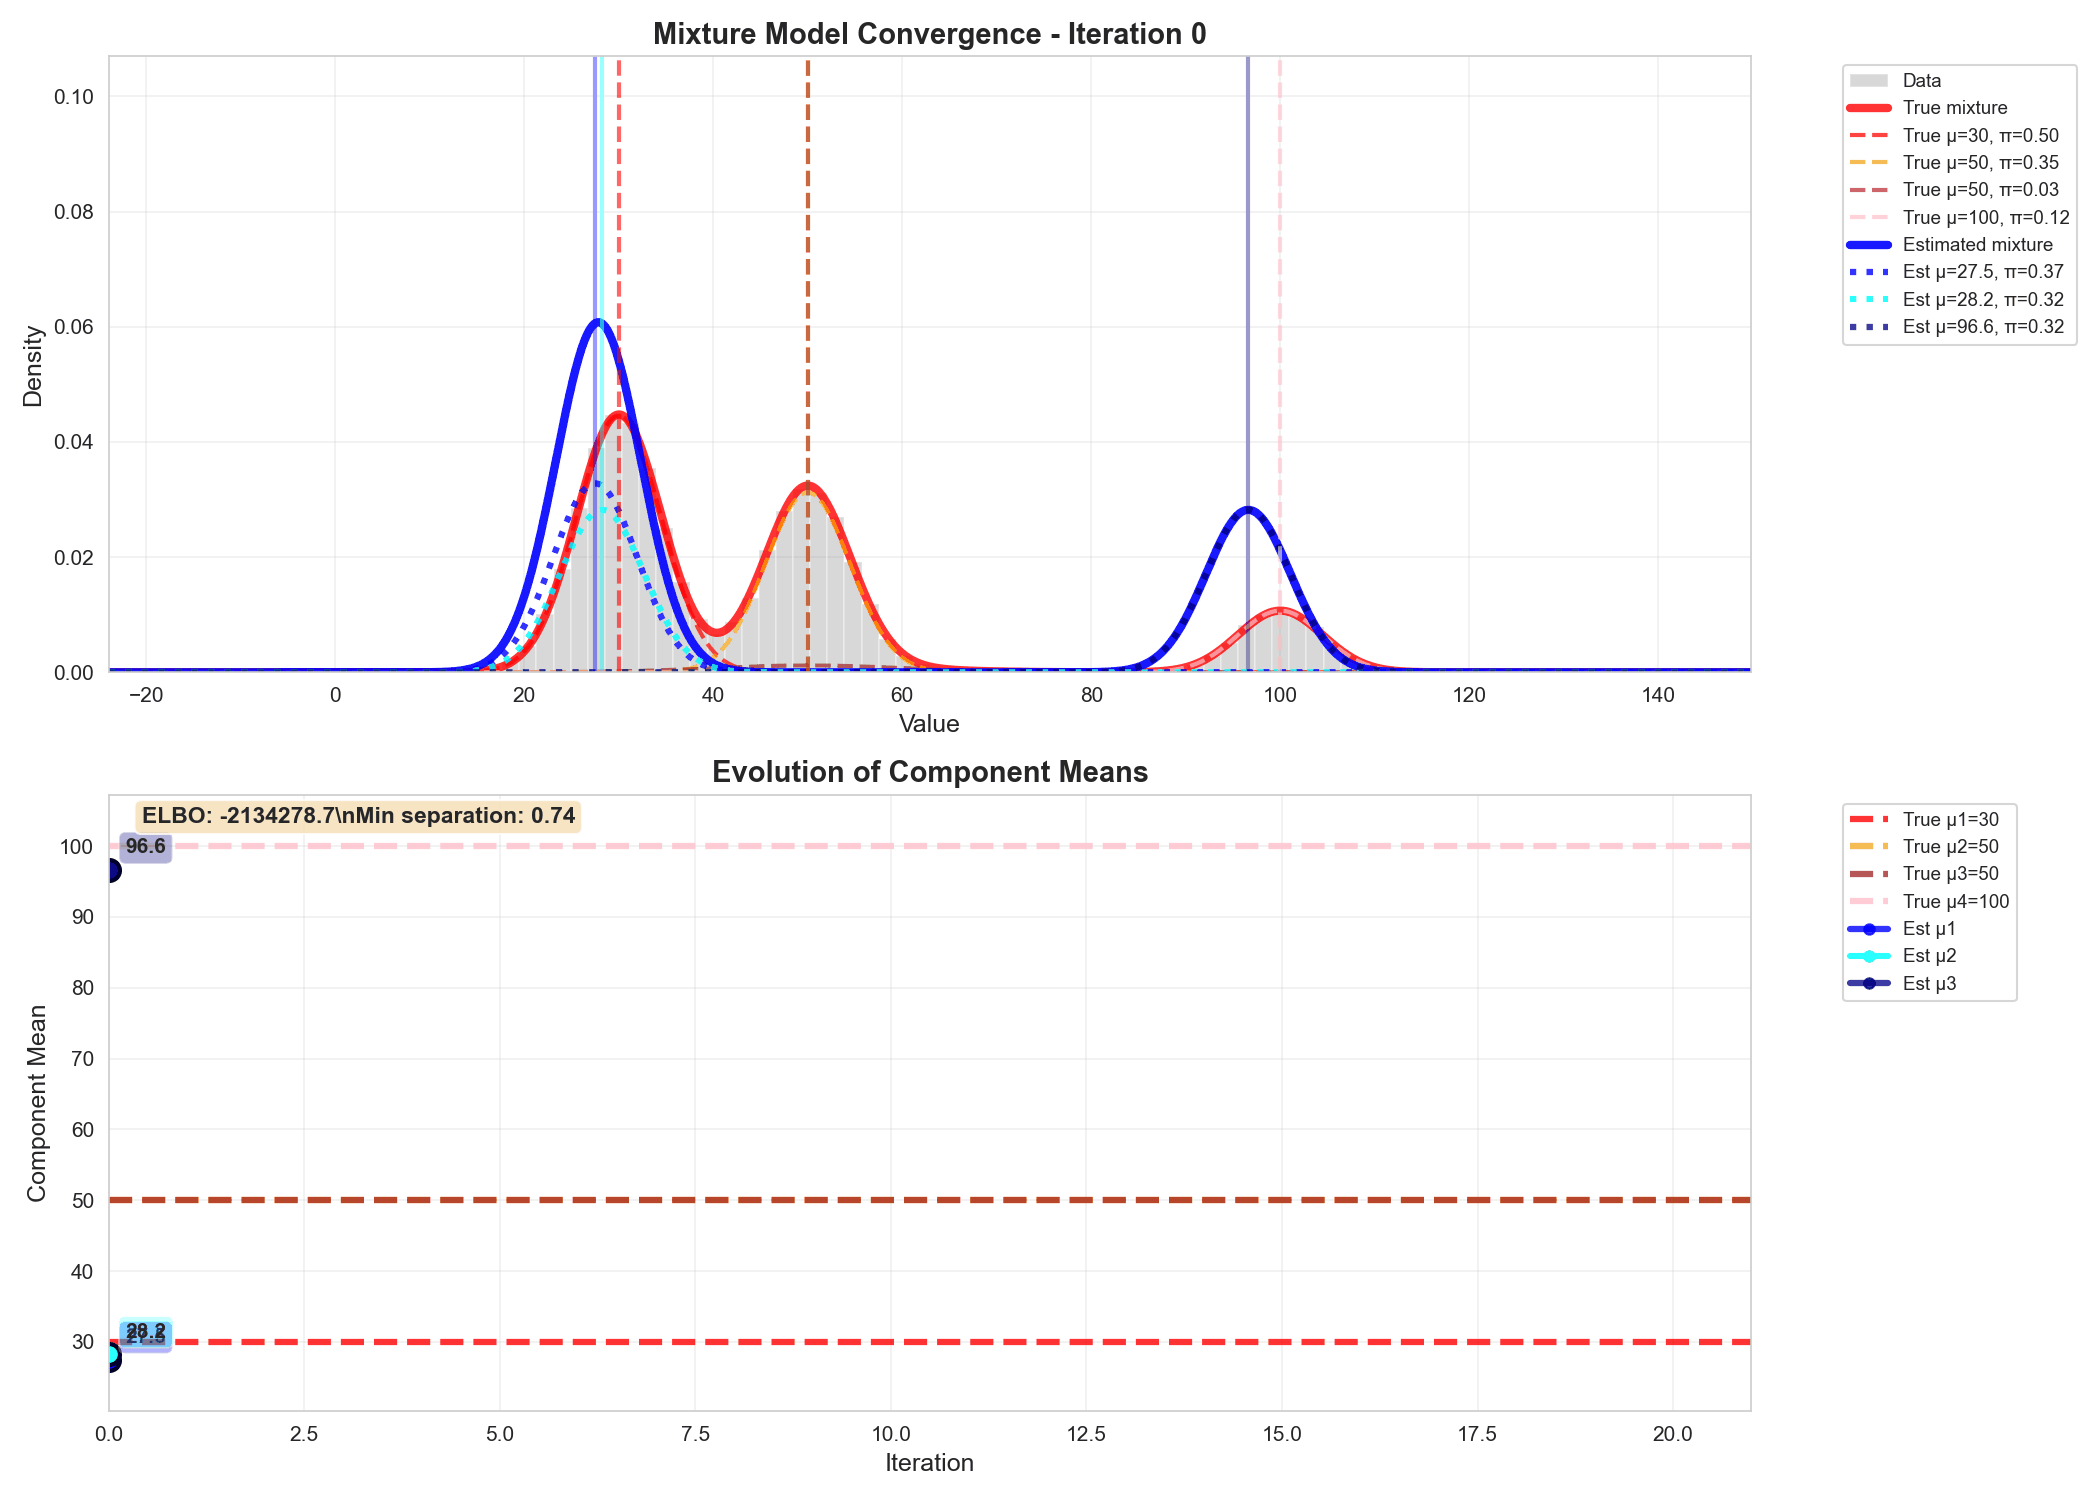 Mixture Model Convergence - Iteration 0
0.10
0.08
0.06
0.04
0.02
0.00
Density
−20
0
20
40
60
80
100
120
140
Value
Data
True mixture
True μ=30, π=0.50
True μ=50, π=0.35
True μ=50, π=0.03
True μ=100, π=0.12
Estimated mixture
Est μ=27.5, π=0.37
Est μ=28.2, π=0.32
Est μ=96.6, π=0.32
Evolution of Component Means
ELBO: -2134278.7\nMin separation: 0.74
96.6
28.2
100
90
80
70
60
50
40
30
Component Mean
0.0
2.5
5.0
7.5
10.0
12.5
15.0
17.5
20.0
Iteration
True μ1=30
True μ2=50
True μ3=50
True μ4=100
Est μ1
Est μ2
Est μ3